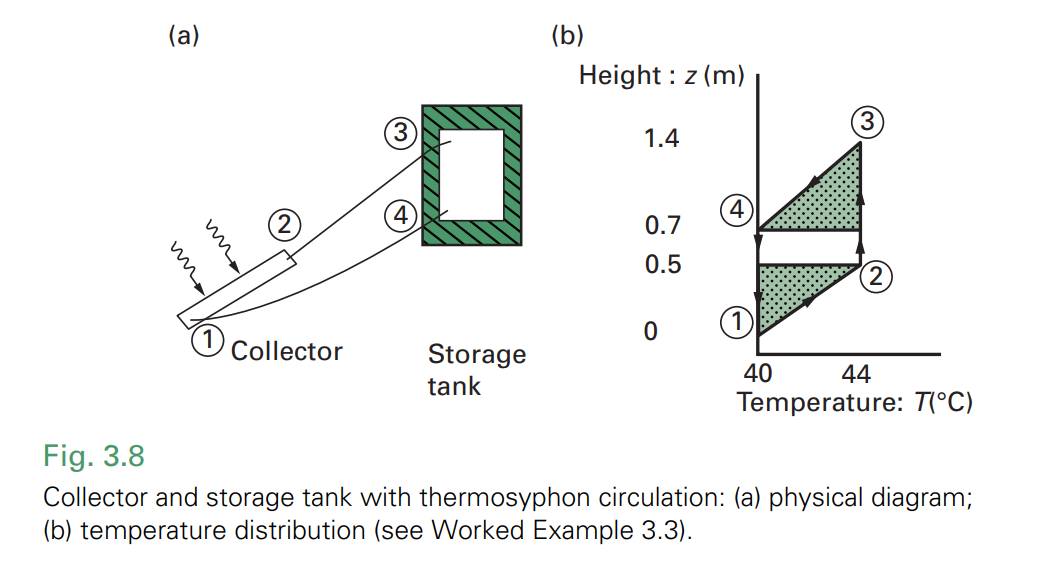 (a)
③
④
②
①
Collector
Storage
tank
(b)
Height : z (m)
1.4
0.7
0.5
0
③
④
②
①
40 44
Temperature: T(°C)
Fig. 3.8
Collector and storage tank with thermosyphon circulation: (a) physical diagram;
(b) temperature distribution (see Worked Example 3.3).